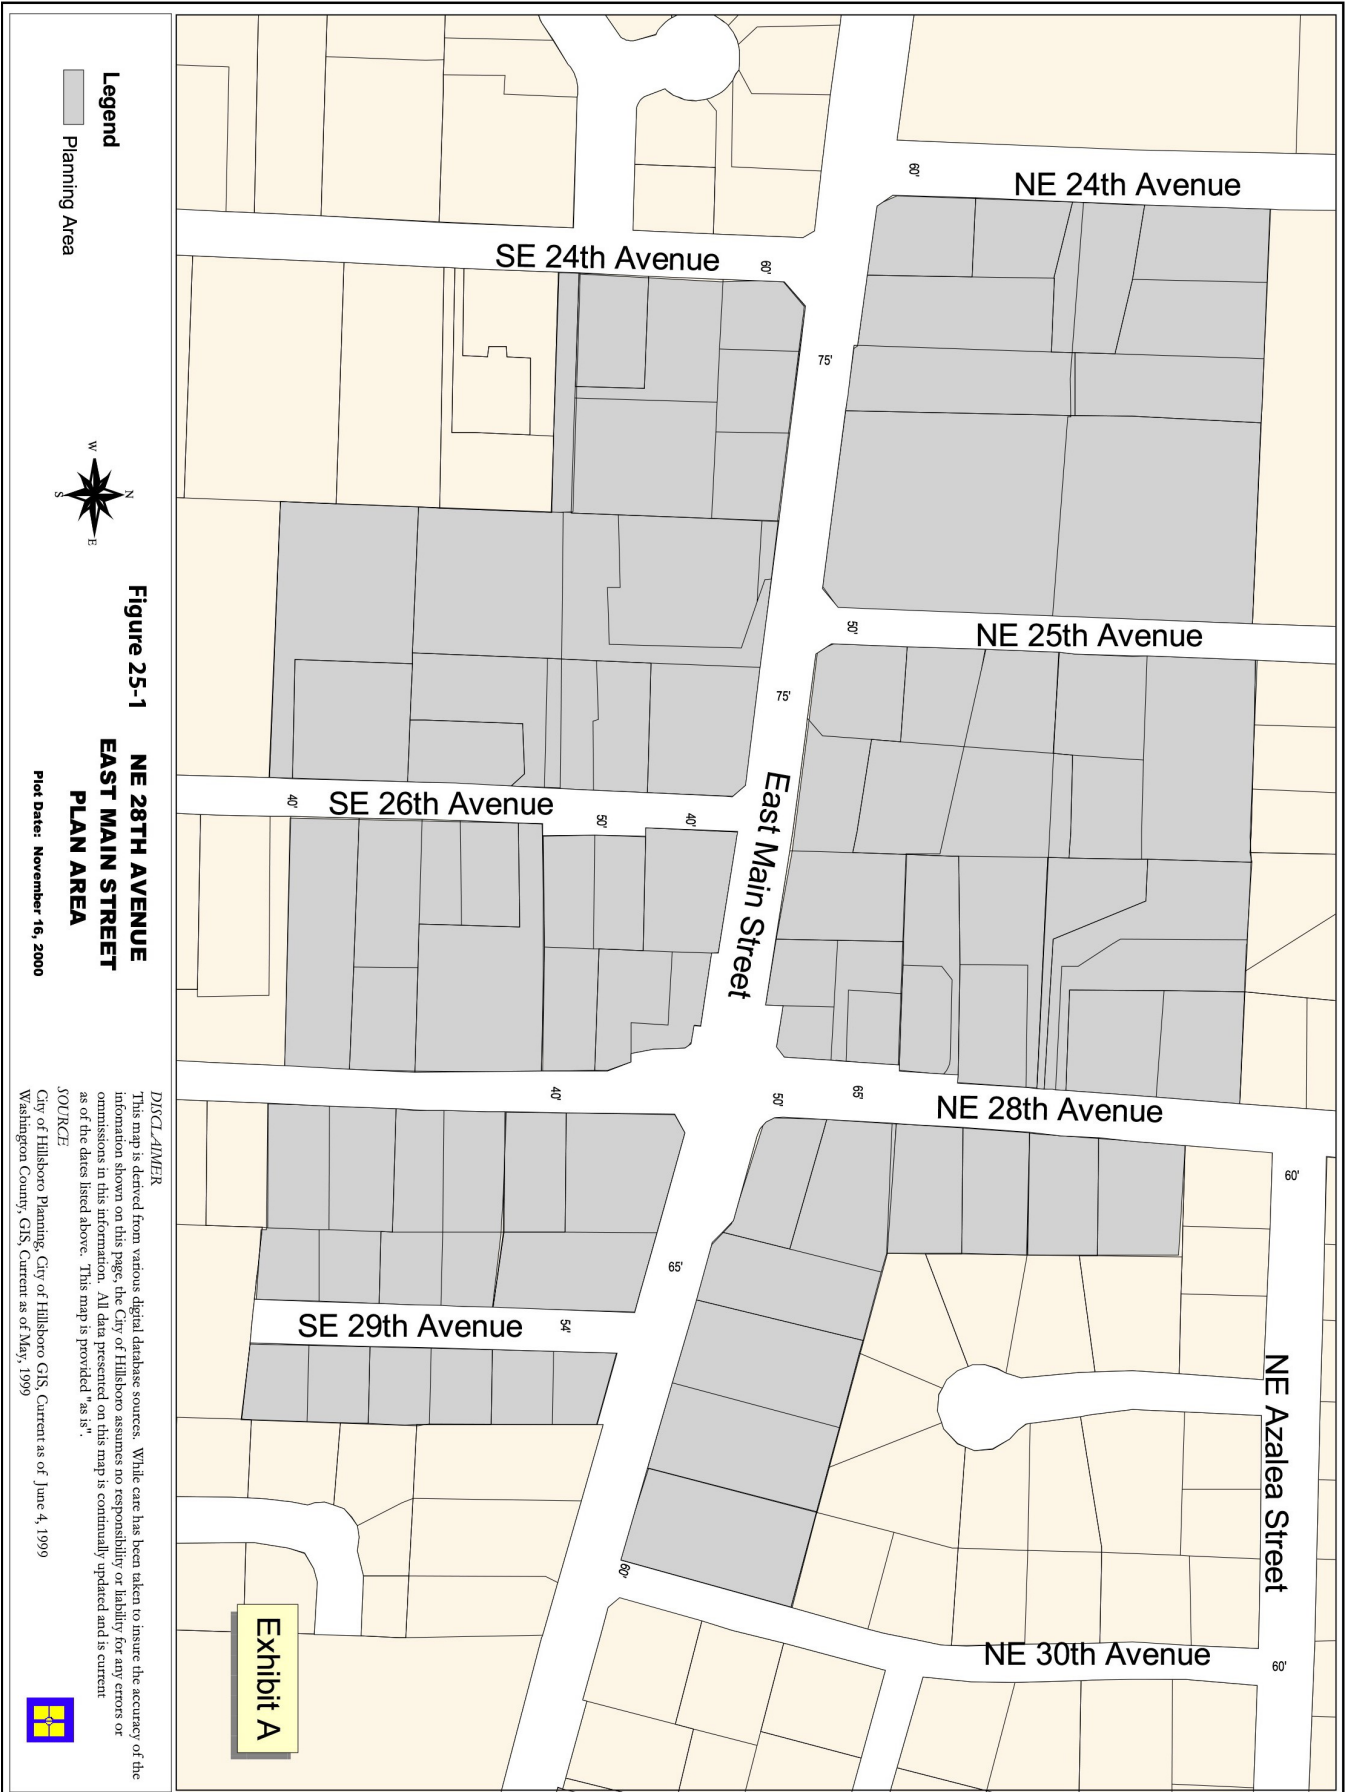 NE 24th Avenue
60'
SE 24th Avenue
60'
75'
NE 25th Avenue
50'
75'
East Main Street
SE 26th Avenue
40'
50'
40'
NE 28th Avenue
65'
50'
40'
60'
65'
SE 29th Avenue
54'
NE Azalea Street
60'
NE 30th Avenue
60'
Exhibit A
Legend
Planning Area
N
W
E
S
Figure 25-1 NE 28TH AVENUE
EAST MAIN STREET
PLAN AREA
Plot Date: November 16, 2000
DISCLAIMER
This map is derived from various digital database sources. While care has been taken to insure the accuracy of the
infomation shown on this page, the City of Hillsboro assumes no responsibility or liability for any errors or
ommissions in this information. All data presented on this map is continually updated and is current
as of the dates listed above. This map is provided "as is".
SOURCE
City of Hillsboro Planning, City of Hillsboro GIS, Current as of June 4, 1999
Washington County, GIS, Current as of May, 1999